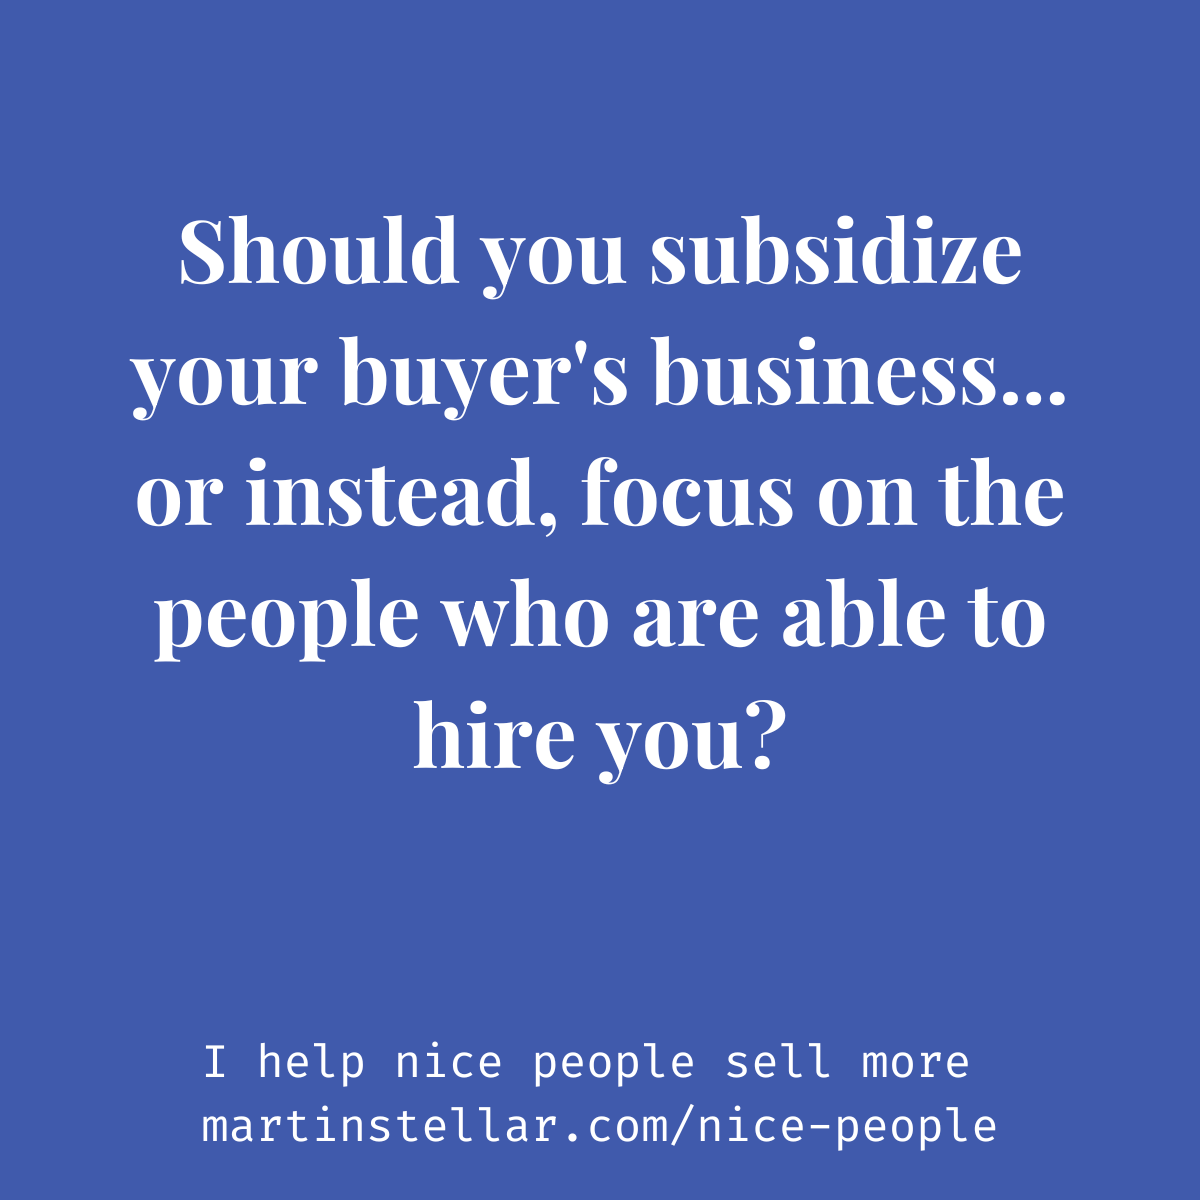 Should you subsidize
your buyer's business...
or instead, focus on the
people who are able to
hire you?
I help nice people sell more
martinstellar.com/nice-people